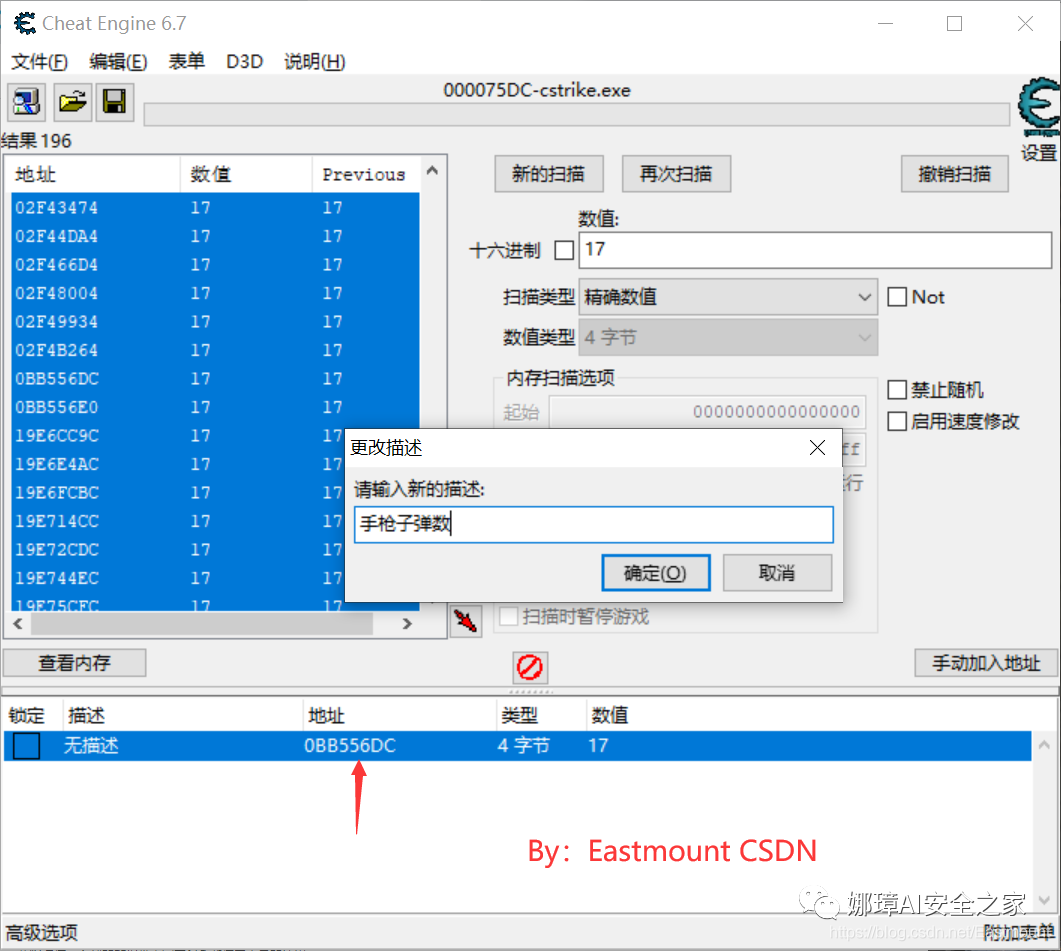 Cheat Engine 6.7
文件(F) 编辑(E) 表单 D3D 说明(H)
000075DC-cstrike.exe
设置
结果 196
地址 数值 Previous
02F43474 17 17
02F44DA4 17 17
02F466D4 17 17
02F48004 17 17
02F49934 17 17
02F4B264 17 17
0BB556DC 17 17
0BB556E0 17 17
19E6CC9C 17 17
19E6E4AC 17 17
19E6FCBC 17 17
19E714CC 17 17
19E72CDC 17 17
19E744EC 17 17
19E75CFC 17 17
新的扫描 再次扫描 撤销扫描
数值:
十六进制 17
扫描类型 精确数值 Not
数值类型 4 字节
内存扫描选项
起始 0000000000000000
ff
行
禁止随机
启用速度修改
更改描述
请输入新的描述:
手枪子弹数
确定(O) 取消
扫描时暂停游戏
查看内存 手动加入地址
锁定 描述 地址 类型 数值
无描述 0BB556DC 4 字节 17
By：Eastmount CSDN
娜璋AI安全之家
高级选项 附加表单